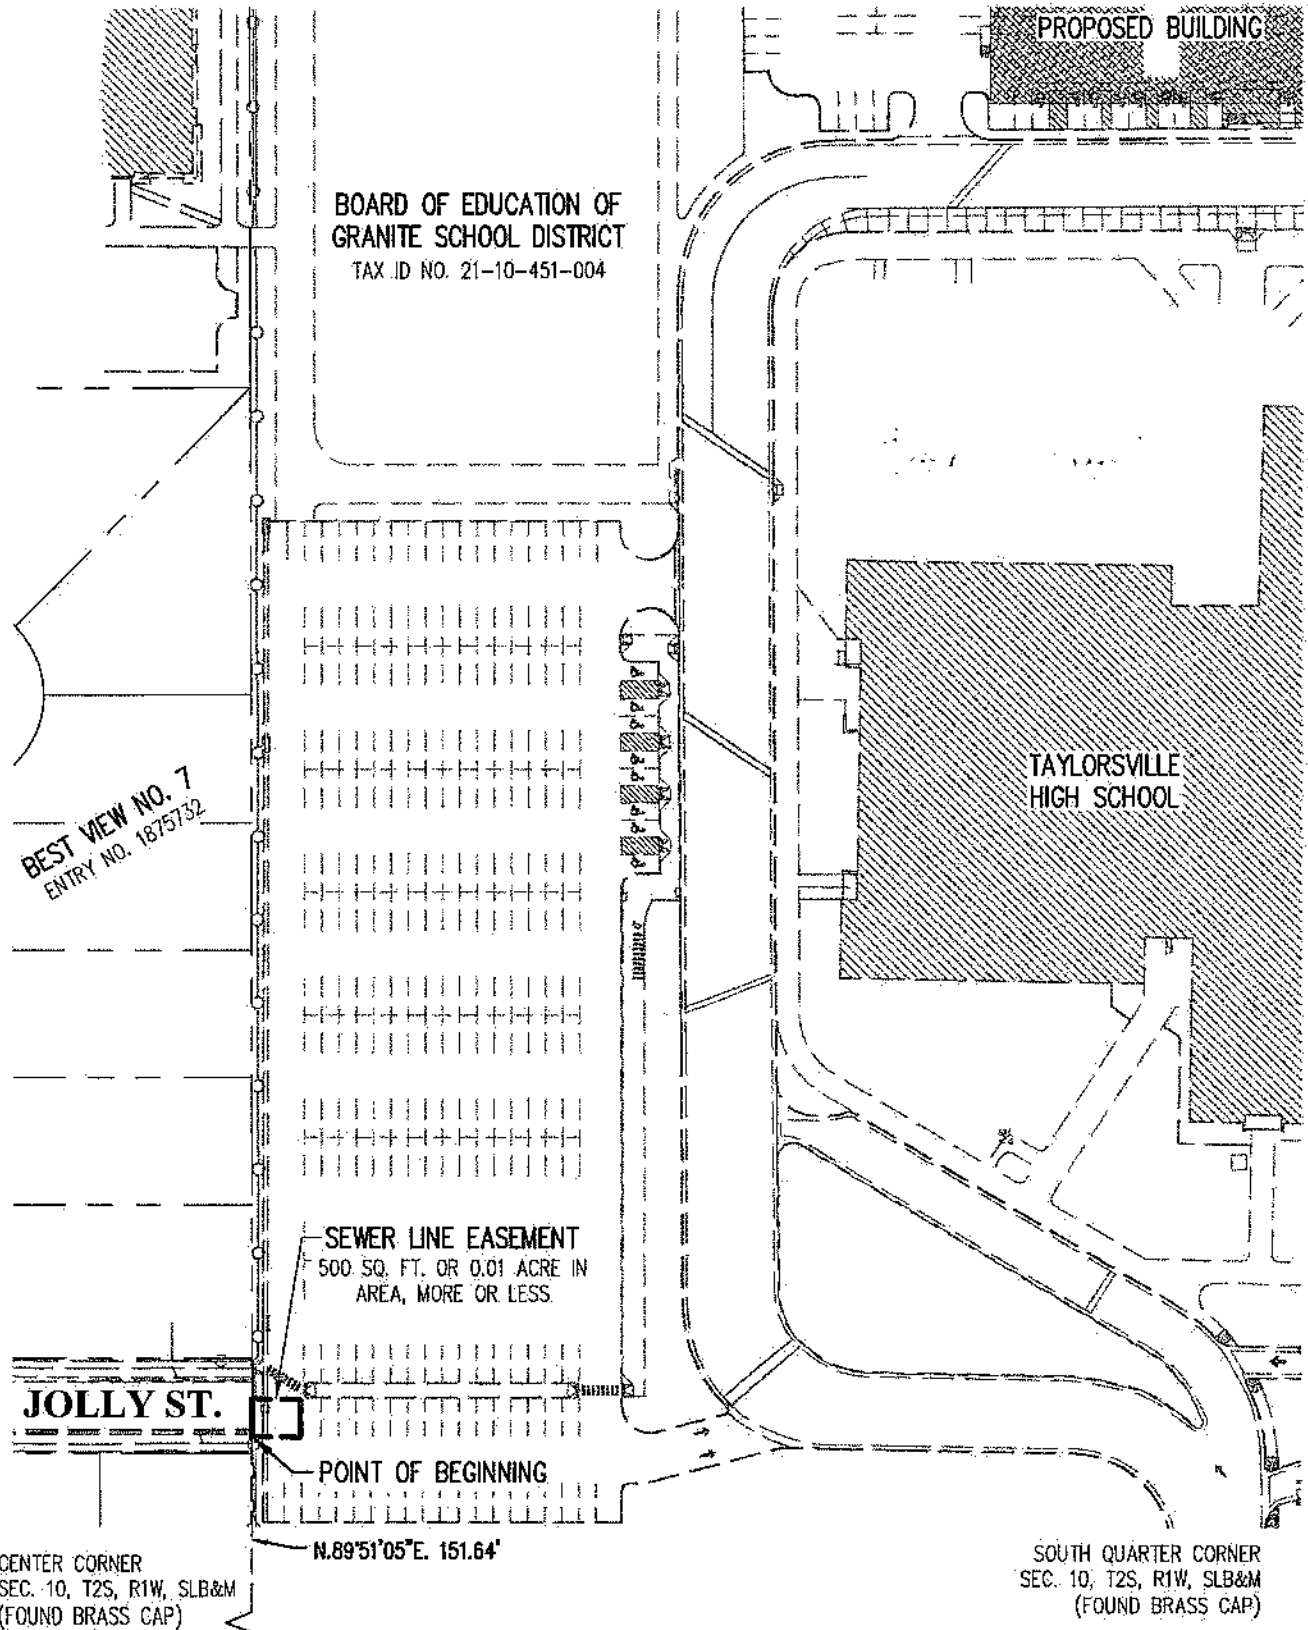 PROPOSED BUILDING
BOARD OF EDUCATION OF
GRANITE SCHOOL DISTRICT
TAX ID NO. 21-10-451-004
TAYLORSVILLE
HIGH SCHOOL
BEST VIEW NO. 7
ENTRY NO. 1875732
SEWER LINE EASEMENT
500 SQ. FT. OR 0.01 ACRE IN
AREA, MORE OR LESS.
JOLLY ST.
POINT OF BEGINNING
N.89°51'05"E. 151.64'
CENTER CORNER
SEC. 10, T2S, R1W, SLB&M
(FOUND BRASS CAP)
SOUTH QUARTER CORNER
SEC. 10, T2S, R1W, SLB&M
(FOUND BRASS CAP)